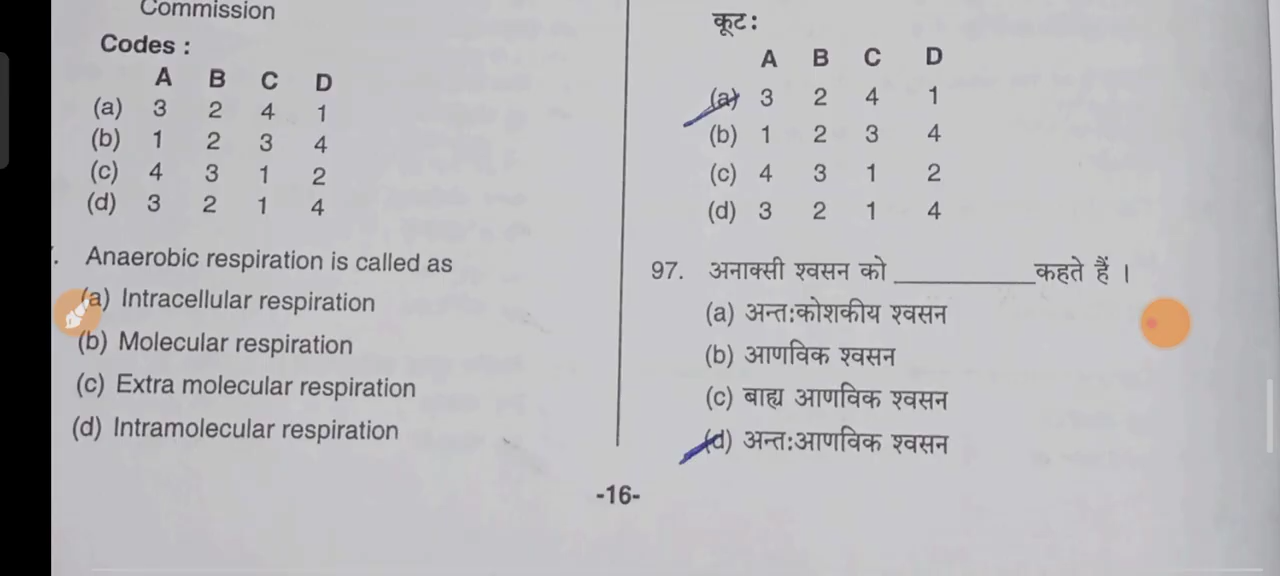 Commission
Codes :
A B C D
(a) 3 2 4 1
(b) 1 2 3 4
(c) 4 3 1 2
(d) 3 2 1 4
. Anaerobic respiration is called as
(a) Intracellular respiration
(b) Molecular respiration
(c) Extra molecular respiration
(d) Intramolecular respiration
कूट:
A B C D
(a) 3 2 4 1
(b) 1 2 3 4
(c) 4 3 1 2
(d) 3 2 1 4
97. अनाक्सी श्वसन को __________ कहते हैं ।
(a) अन्त:कोशकीय श्वसन
(b) आणविक श्वसन
(c) बाह्य आणविक श्वसन
(d) अन्त:आणविक श्वसन
-16-